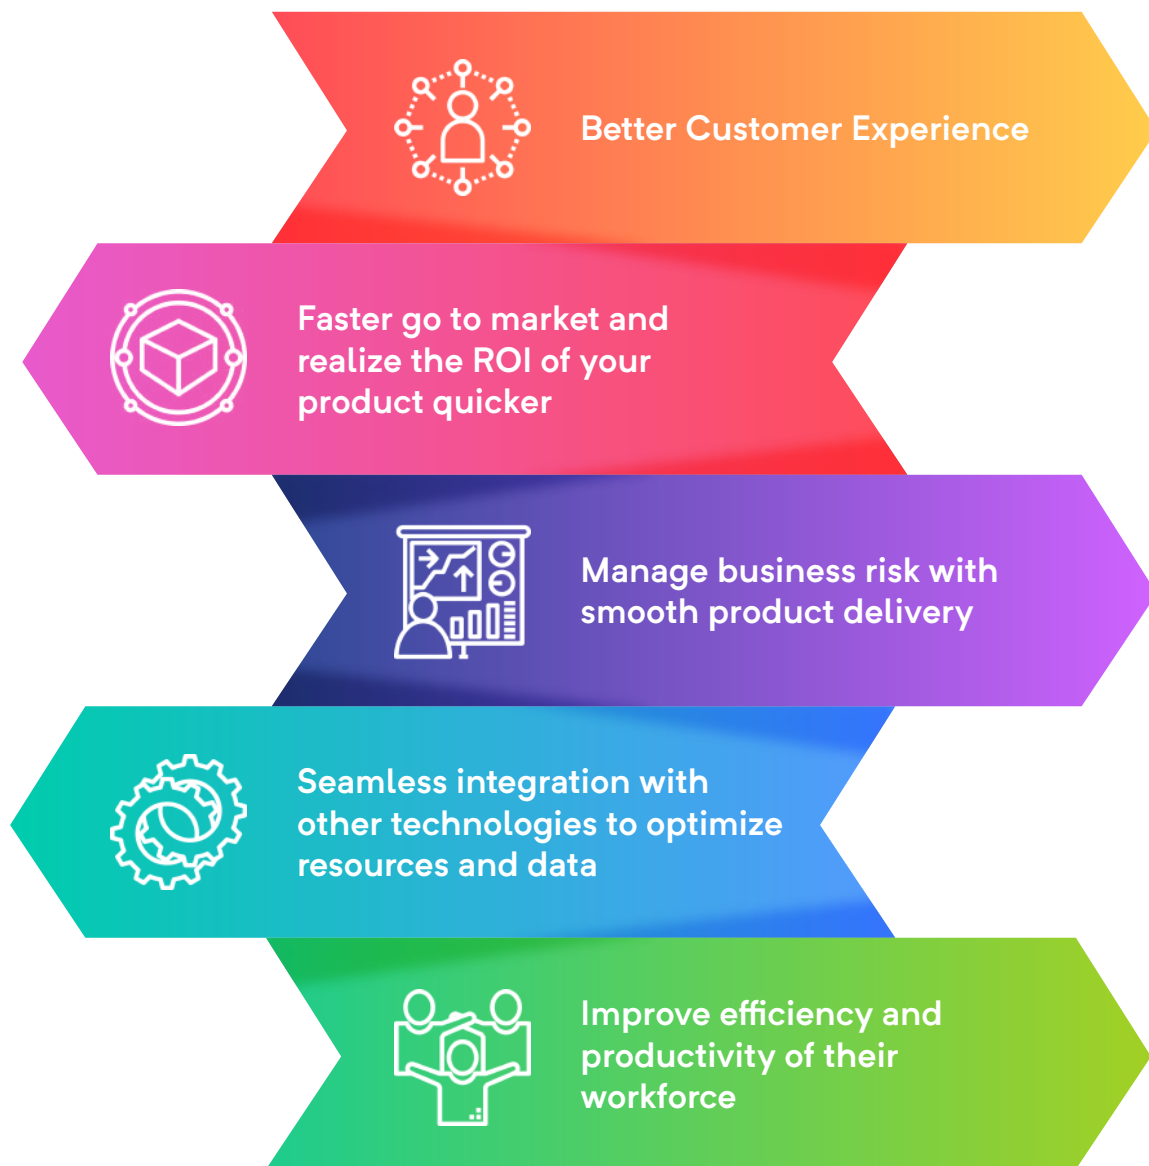 Better Customer Experience
Faster go to market and
realize the ROI of your
product quicker
Manage business risk with
smooth product delivery
Seamless integration with
other technologies to optimize
resources and data
Improve efficiency and
productivity of their
workforce